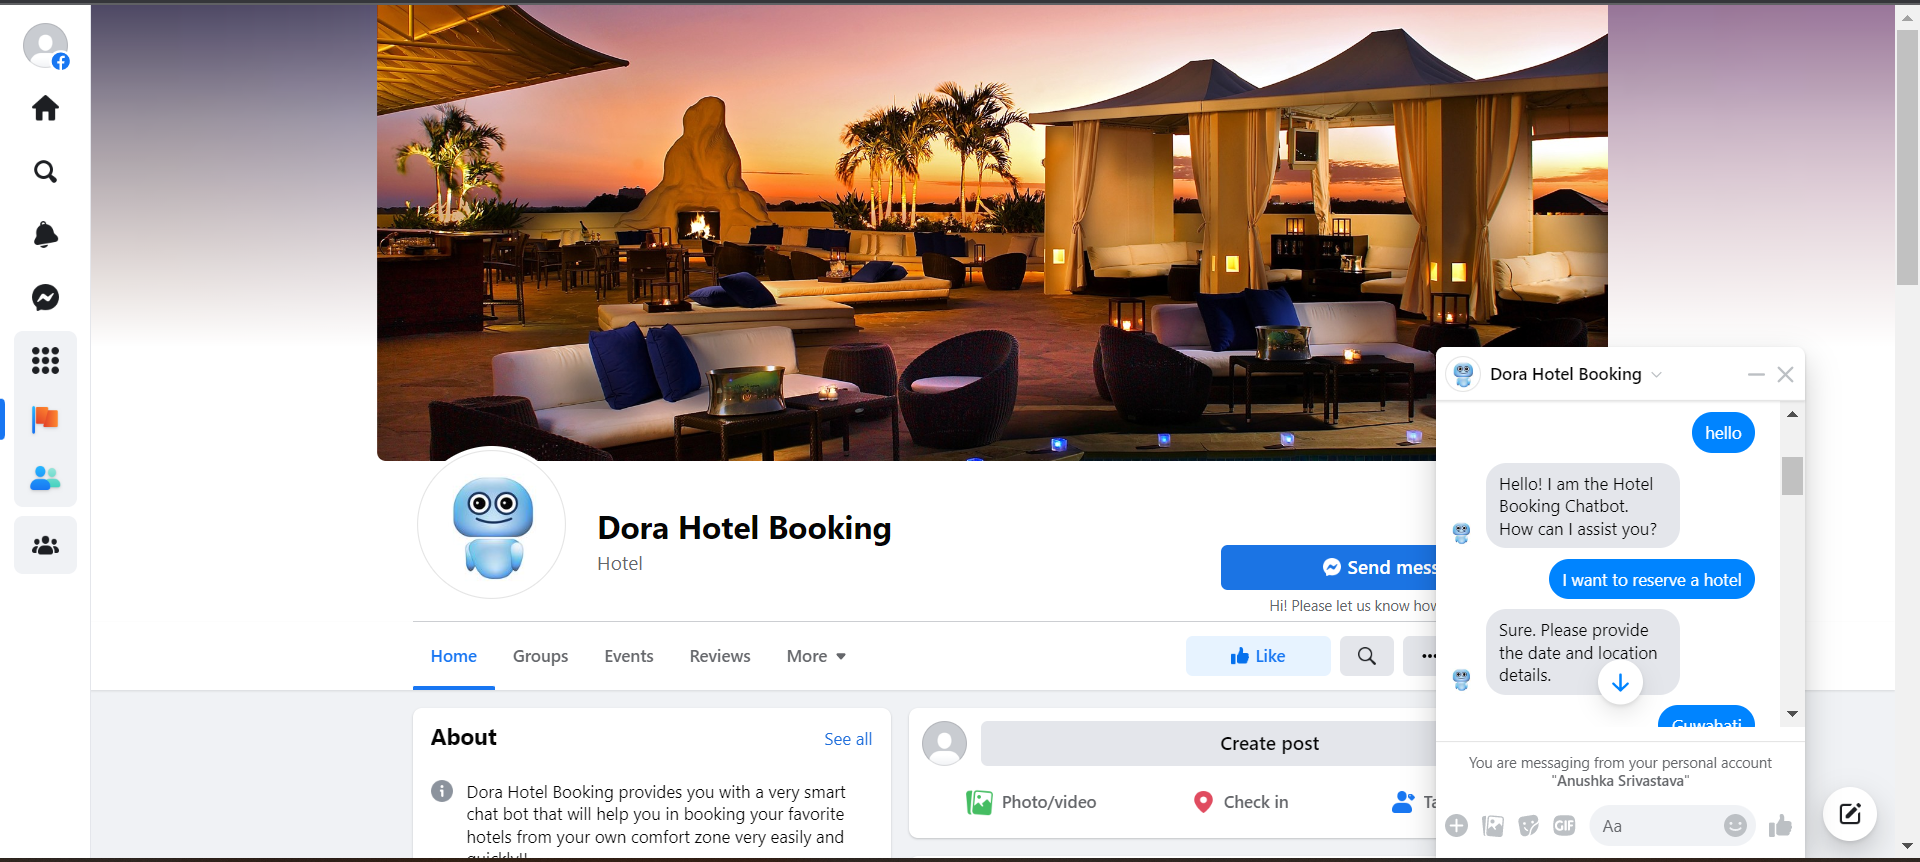 Dora Hotel Booking
Hotel
Send mess
Hi! Please let us know how
Home
Groups
Events
Reviews
More
Like
About
See all
Dora Hotel Booking provides you with a very smart
chat bot that will help you in booking your favorite
hotels from your own comfort zone very easily and
quickly!!
Create post
Photo/video
Check in
Ta
Dora Hotel Booking
hello
Hello! I am the Hotel
Booking Chatbot.
How can I assist you?
I want to reserve a hotel
Sure. Please provide
the date and location
details.
Guwahati
You are messaging from your personal account
"Anushka Srivastava"
GIF
Aa